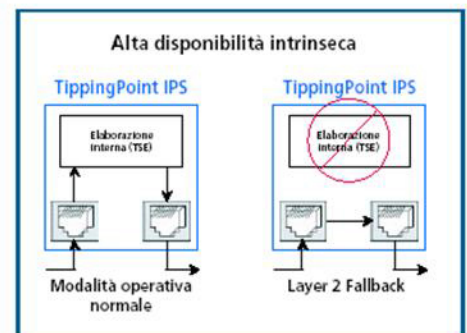 Alta disponibilità intrinseca
TippingPoint IPS
Elaborazione
Interna (TSE)
Modalità operativa
normale
TippingPoint IPS
Elaborazione
Interna (TSE)
Layer 2 Fallback